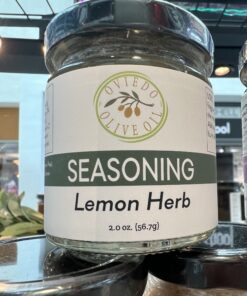 OVIEDO
OLIVE OIL
SEASONING
Lemon Herb
2.0 oz. (56.7g)